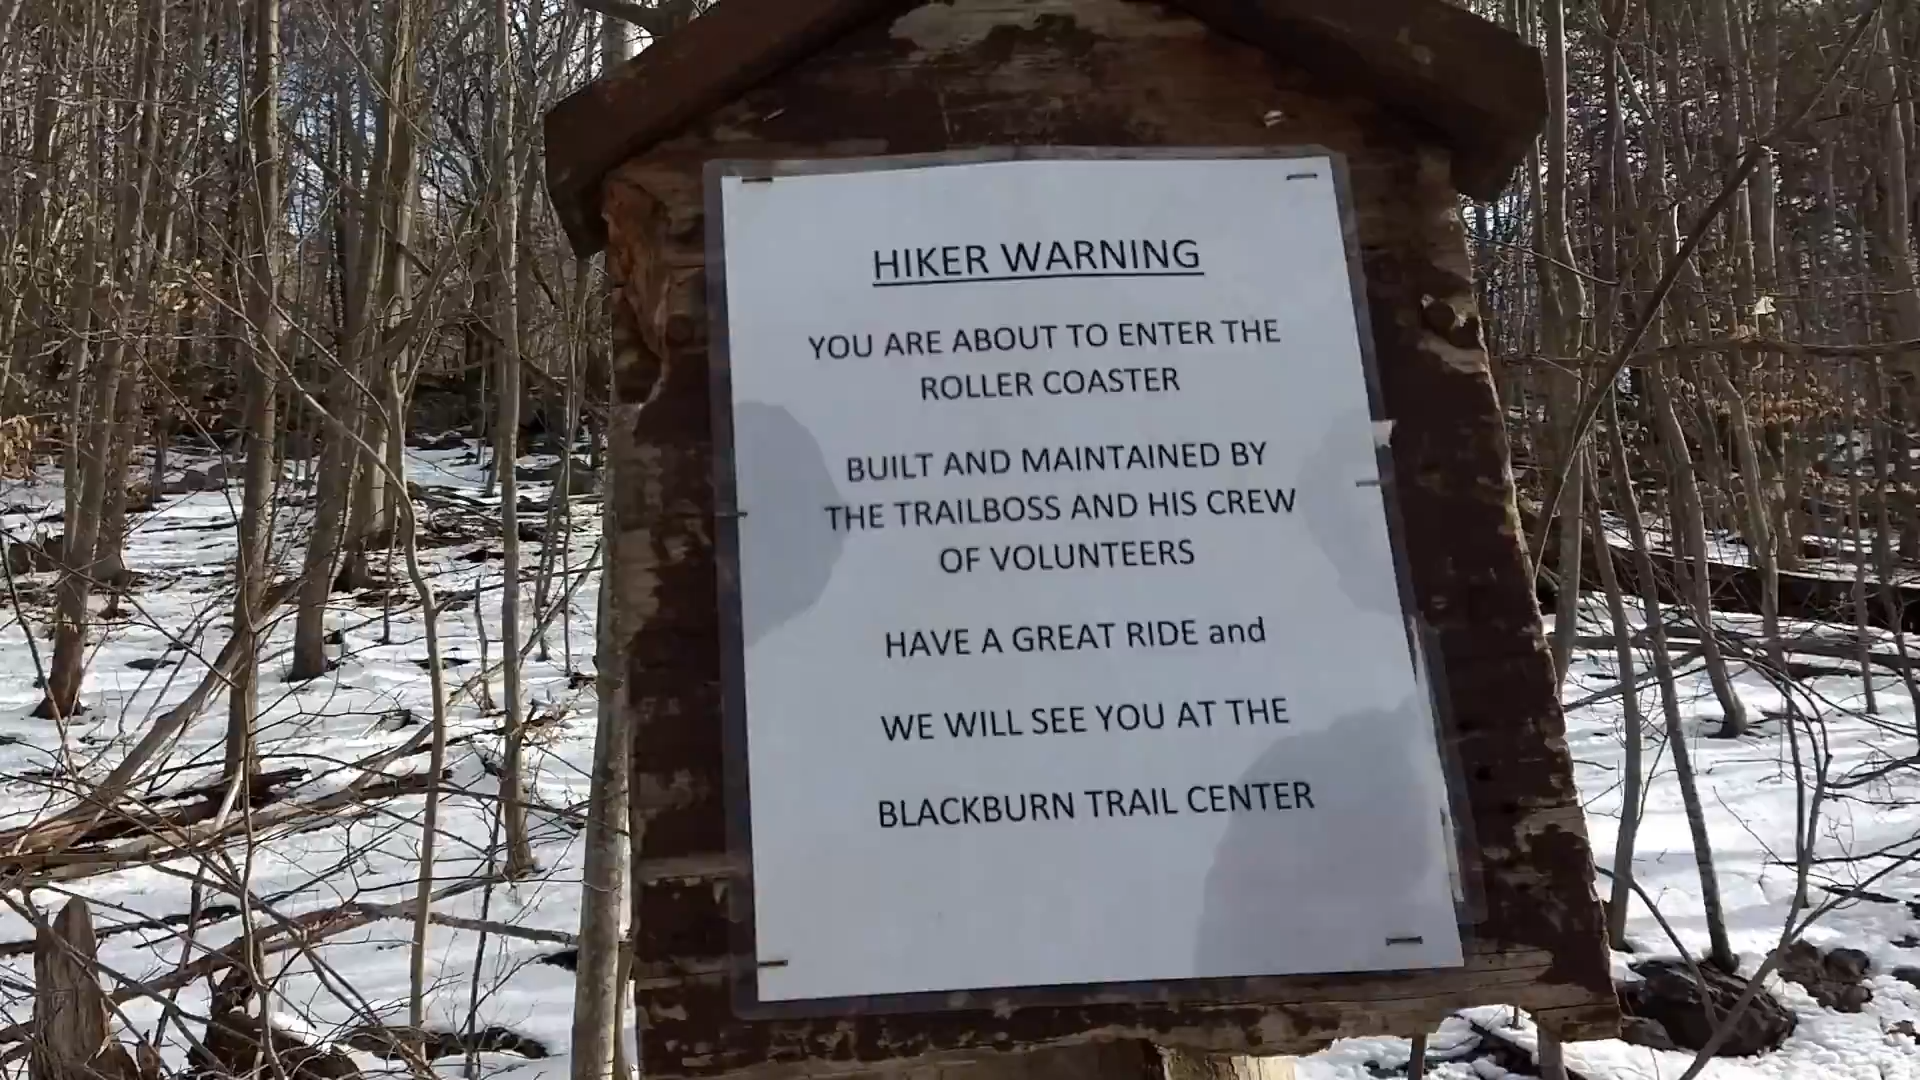 HIKER WARNING
YOU ARE ABOUT TO ENTER THE
ROLLER COASTER
BUILT AND MAINTAINED BY
THE TRAILBOSS AND HIS CREW
OF VOLUNTEERS
HAVE A GREAT RIDE and
WE WILL SEE YOU AT THE
BLACKBURN TRAIL CENTER